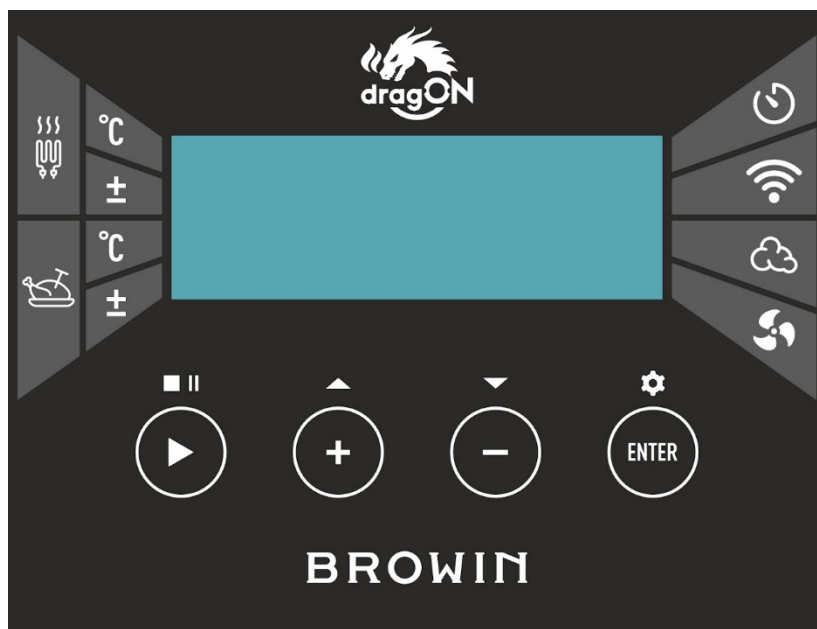 dragON
°C
±
°C
±
+
−
ENTER
BROWIN